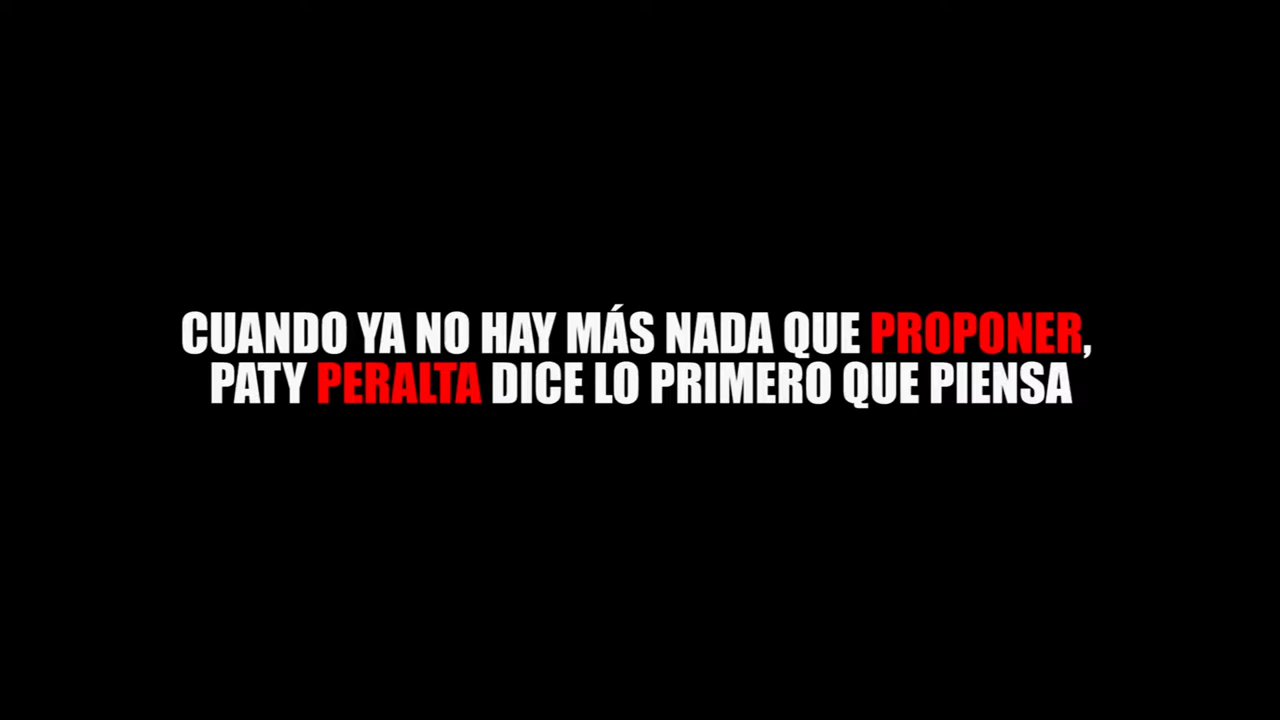 CUANDO YA NO HAY MÁS NADA QUE PROPONER,
PATY PERALTA DICE LO PRIMERO QUE PIENSA